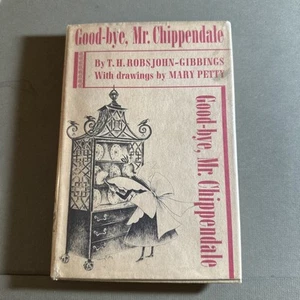 Good-bye, Mr. Chippendale
By T. H. ROBSJOHN-GIBBINGS
With drawings by MARY PETTY
Good-bye, Mr. Chippendale